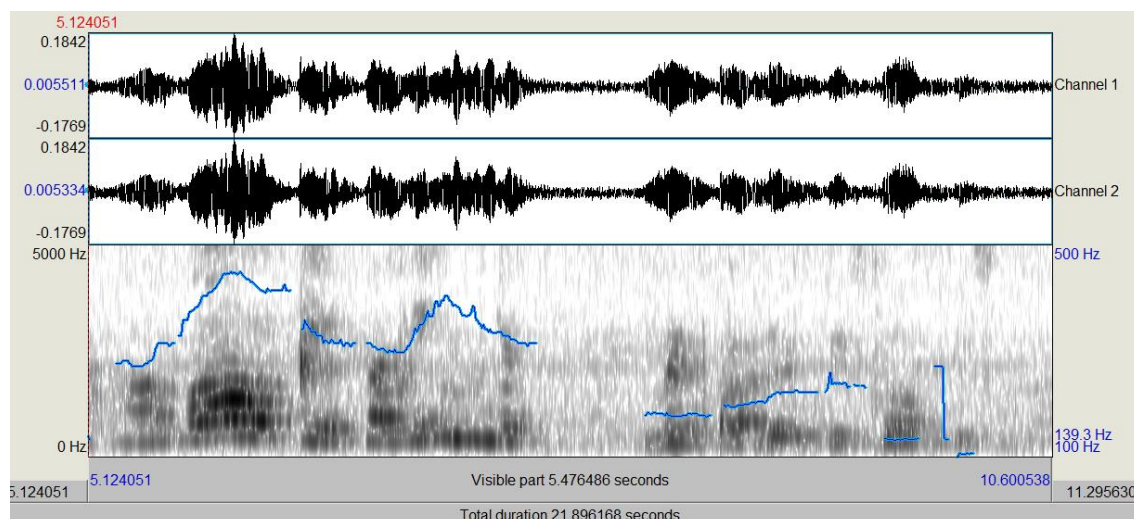 5.124051
0.1842
0.005511
-0.1769
Channel 1
0.1842
0.005334
-0.1769
Channel 2
5000 Hz
500 Hz
139.3 Hz
0 Hz
100 Hz
5.124051
Visible part 5.476486 seconds
10.600538
5.124051
11.295630
Total duration 21.896168 seconds